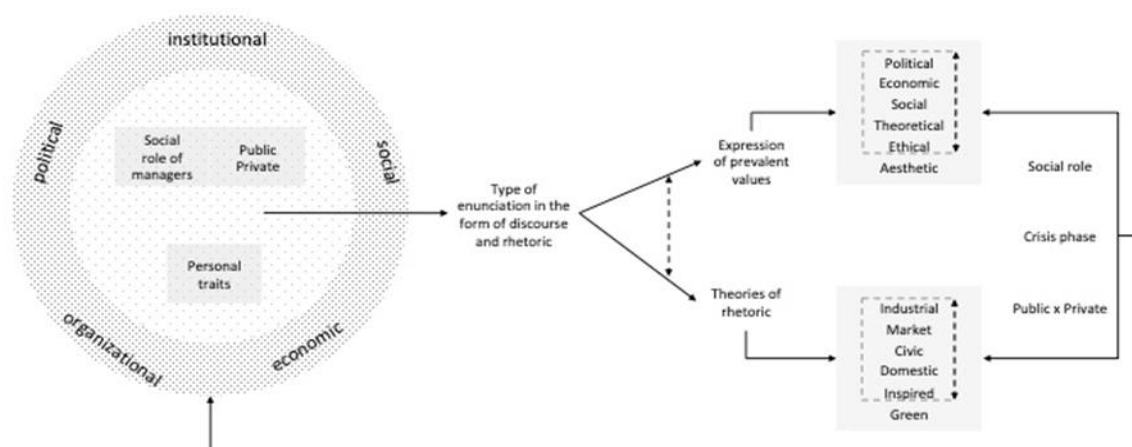 institutional
political
social
organizational
economic
Social
role of
managers
Public
Private
Personal
traits
Type of
enunciation in the
form of discourse
and rhetoric
Expression
of prevalent
values
Theories of
rhetoric
Political
Economic
Social
Theoretical
Ethical
Aesthetic
Industrial
Market
Civic
Domestic
Inspired
Green
Social role
Crisis phase
Public x Private